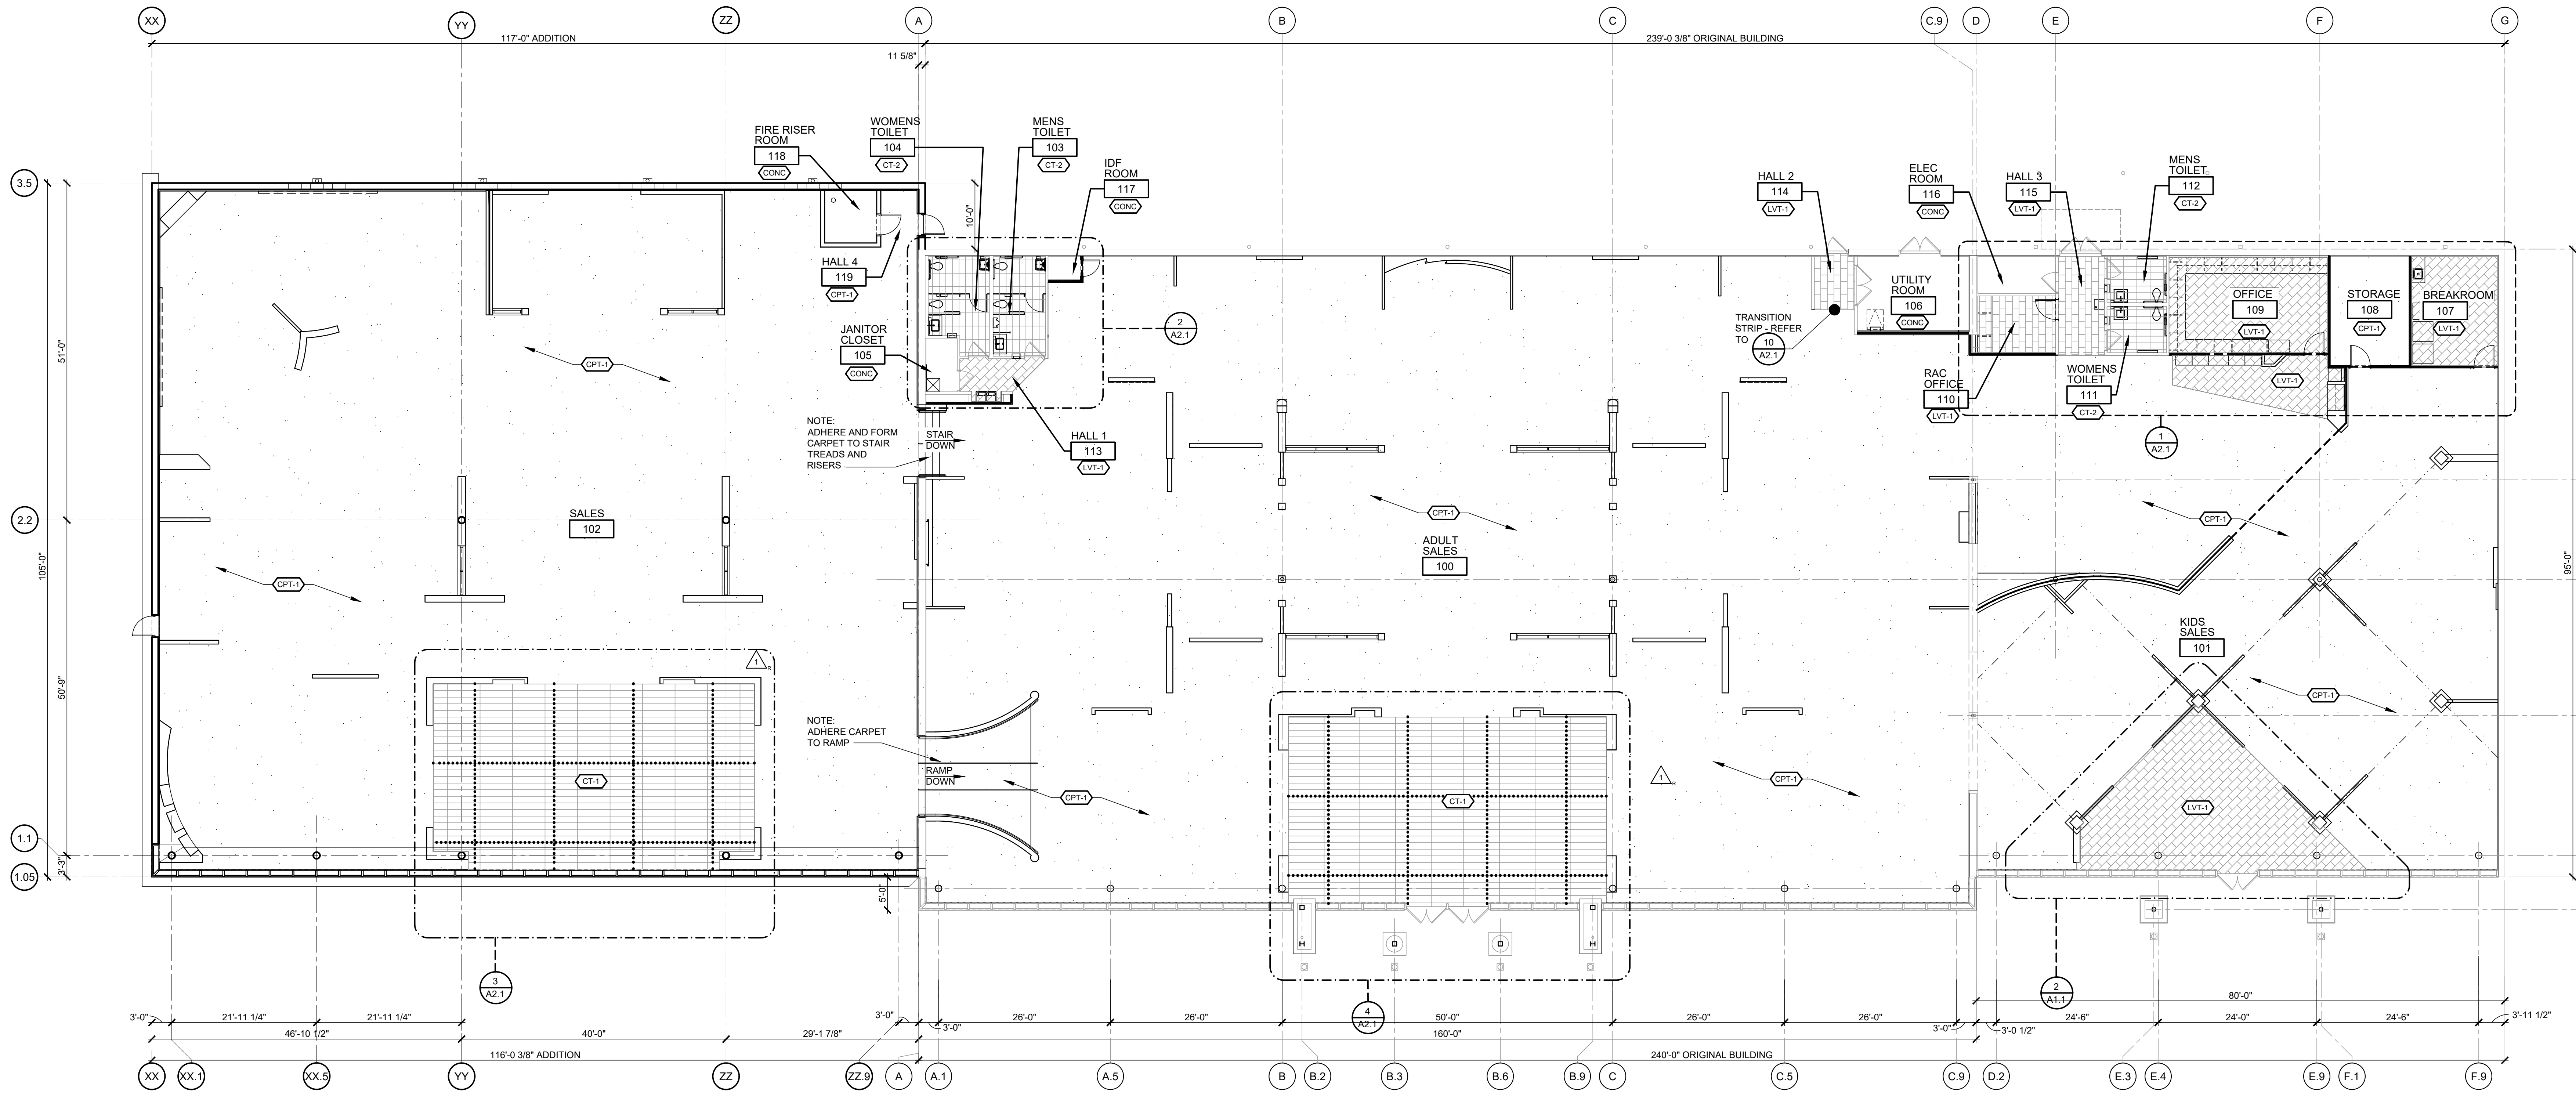 XX
YY
ZZ
A
B
C
C.9
D
E
F
G
117'-0" ADDITION
239'-0 3/8" ORIGINAL BUILDING
11 5/8"
FIRE RISER
ROOM
118
CONC
WOMENS
TOILET
104
CT-2
MENS
TOILET
103
CT-2
IDF
ROOM
117
CONC
HALL 2
114
LVT-1
ELEC
ROOM
116
CONC
HALL 3
115
LVT-1
MENS
TOILET
112
CT-2
3.5
10'-0"
HALL 4
119
CPT-1
JANITOR
CLOSET
105
CONC
2
A2.1
TRANSITION
STRIP - REFER
TO
10
A2.1
UTILITY
ROOM
106
CONC
OFFICE
109
LVT-1
STORAGE
108
CPT-1
BREAKROOM
107
LVT-1
51'-0"
CPT-1
RAC
OFFICE
110
LVT-1
WOMENS
TOILET
111
CT-2
LVT-1
NOTE:
ADHERE AND FORM
CARPET TO STAIR
TREADS AND
RISERS
STAIR
DOWN
HALL 1
113
LVT-1
1
A2.1
2.2
SALES
102
CPT-1
ADULT
SALES
100
CPT-1
105'-0"
95'-0"
CPT-1
KIDS
SALES
101
CPT-1
50'-9"
1
R
NOTE:
ADHERE CARPET
TO RAMP
RAMP
DOWN
CPT-1
CT-1
CT-1
1
R
CPT-1
LVT-1
1.1
3'-3"
1.05
5'-0"
3
A2.1
4
A2.1
2
A1.1
80'-0"
3'-0"
21'-11 1/4"
21'-11 1/4"
3'-0"
3'-0"
26'-0"
26'-0"
50'-0"
26'-0"
26'-0"
3'-0"
3'-0 1/2"
24'-6"
24'-0"
24'-6"
3'-11 1/2"
46'-10 1/2"
40'-0"
29'-1 7/8"
160'-0"
116'-0 3/8" ADDITION
240'-0" ORIGINAL BUILDING
XX
XX.1
XX.5
YY
ZZ
ZZ.9
A
A.1
A.5
B
B.2
B.3
B.6
B.9
C
C.5
C.9
D.2
E.3
E.4
E.9
F.1
F.9